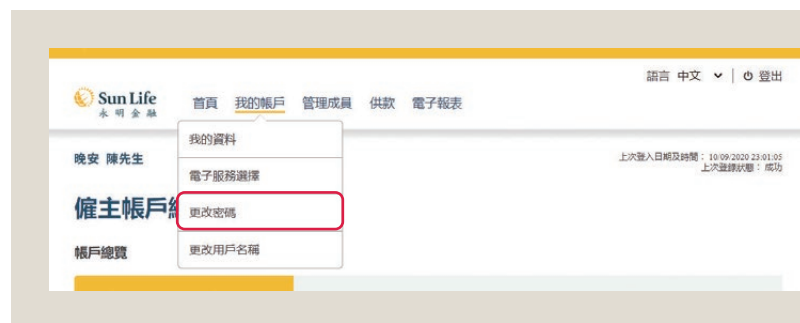 語言 中文 登出
Sun Life
永明金融
首頁 我的帳戶 管理成員 供款 電子報表
我的資料
電子服務選擇
更改密碼
更改用戶名稱
晚安 陳先生
上次登入日期及時間： 10/09/2020 23:01:05
上次登錄狀態： 成功
僱主帳戶
帳戶總覽